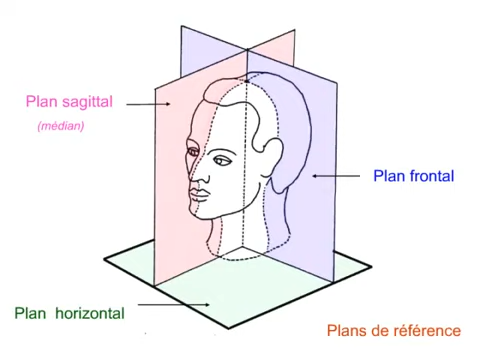 Plan sagittal
(médian)
Plan frontal
Plan horizontal
Plans de référence